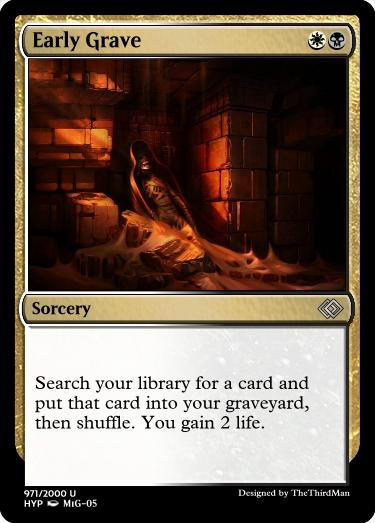 Early Grave
Sorcery
Search your library for a card and
put that card into your graveyard,
then shuffle. You gain 2 life.
971/2000 U
HYP MiG-05
Designed by TheThirdMan